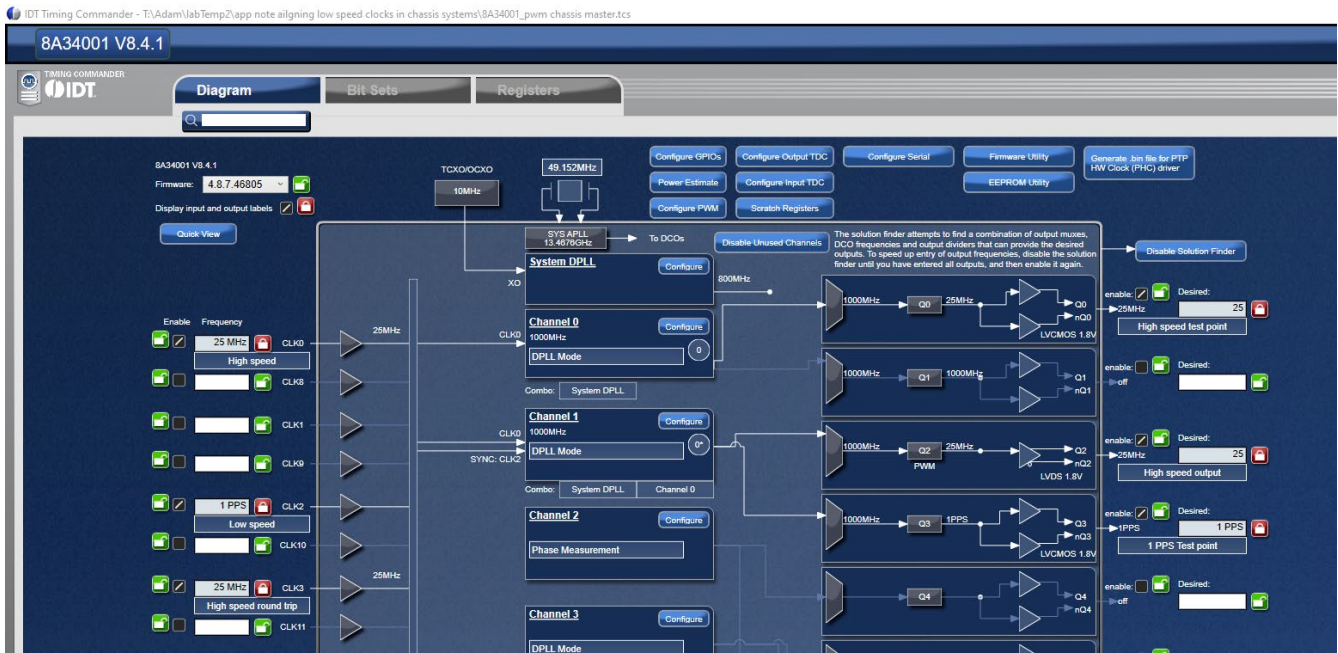 IDT Timing Commander - T:\Adam\labTemp2\app note ailgning low speed clocks in chassis systems\8A34001_pwm chassis master.tcs
8A34001 V8.4.1
TIMING COMMANDER
IDT
Diagram
Bit Sets
Registers
8A34001 V8.4.1
Firmware: 4.8.7.46805
Display input and output labels
Quick View
TCXO/OCXO
10MHz
49.152MHz
Configure GPIOs
Configure Output TDC
Configure Serial
Firmware Utility
Generate .bin file for PTP
HW Clock (PHC) driver
Power Estimate
Configure Input TDC
EEPROM Utility
Configure PWM
Scratch Registers
SYS APLL
13.4676GHz
To DCOs
Disable Unused Channels
The solution finder attempts to find a combination of output muxes,
DCO frequencies and output dividers that can provide the desired
outputs. To speed up entry of output frequencies, disable the solution
finder until you have entered all outputs, and then enable it again.
Disable Solution Finder
Enable Frequency
25 MHz CLK0
High speed
CLK8
CLK1
CLK9
1 PPS CLK2
Low speed
CLK10
25 MHz CLK3
High speed round trip
CLK11
25MHz
25MHz
XO
System DPLL
Configure
800MHz
CLK0
Channel 0
Configure
1000MHz
DPLL Mode
0
Combo: System DPLL
CLK0
SYNC: CLK2
Channel 1
Configure
1000MHz
DPLL Mode
0*
Combo: System DPLL Channel 0
Channel 2
Configure
Phase Measurement
Channel 3
Configure
DPLL Mode
1000MHz Q0 25MHz
Q0
nQ0
LVCMOS 1.8V
enable: Desired:
25MHz 25
High speed test point
1000MHz Q1 1000MHz
Q1
nQ1
enable: Desired:
off
1000MHz Q2 25MHz
PWM
Q2
nQ2
LVDS 1.8V
enable: Desired:
25MHz 25
High speed output
1000MHz Q3 1PPS
Q3
nQ3
LVCMOS 1.8V
enable: Desired:
1PPS 1 PPS
1 PPS Test point
Q4
Q4
nQ4
enable: Desired:
off